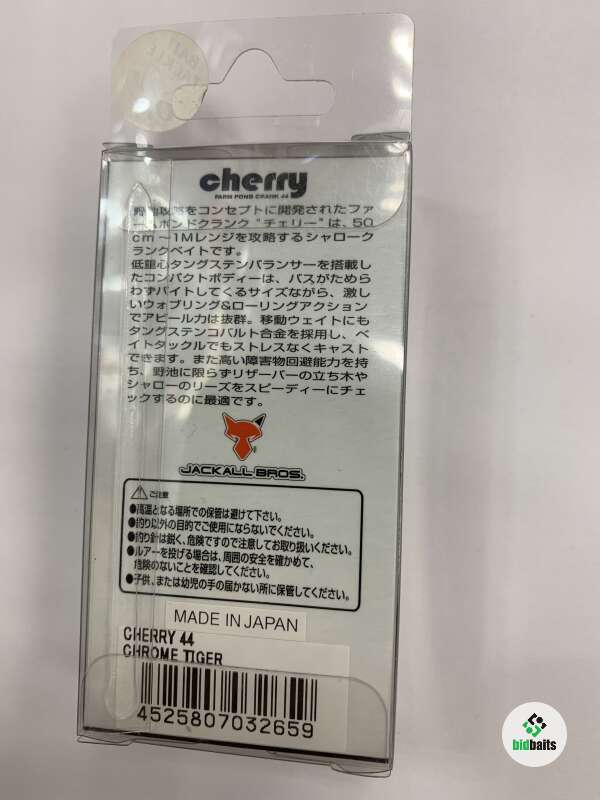 cherry
FARM POND CRANK 44
野池攻略をコンセプトに開発されたファ
ームポンドクランク“チェリー”は、50
cm～1Mレンジを攻略するシャローク
ランクベイトです。
低重心タングステンバランサーを搭載し
たコンパクトボディーは、バスがためら
わずバイトしてくるサイズながら、激し
いウォブリング&ローリングアクション
でアピール力は抜群。移動ウェイトにも
タングステンコバルト合金を採用し、ベ
イトタックルでもストレスなくキャスト
できます。また高い障害物回避能力を持
ち、野池に限らずリザーバーの立ち木や
シャローのリーズをスピーディーにチェ
ックするのに最適です。
JACKALL BROS.
ご注意
●高温となる場所での保管は避けて下さい。
●釣り以外の目的でご使用にならないでください。
●釣り針は鋭く、危険ですので注意してお取り扱いください。
●ルアーを投げる場合は、周囲の安全を確かめて、
危険のないことを確認してください。
●子供、または幼児の手の届かない所に保管してください。
MADE IN JAPAN
CHERRY 44
CHROME TIGER
4525807032659
bidbaits